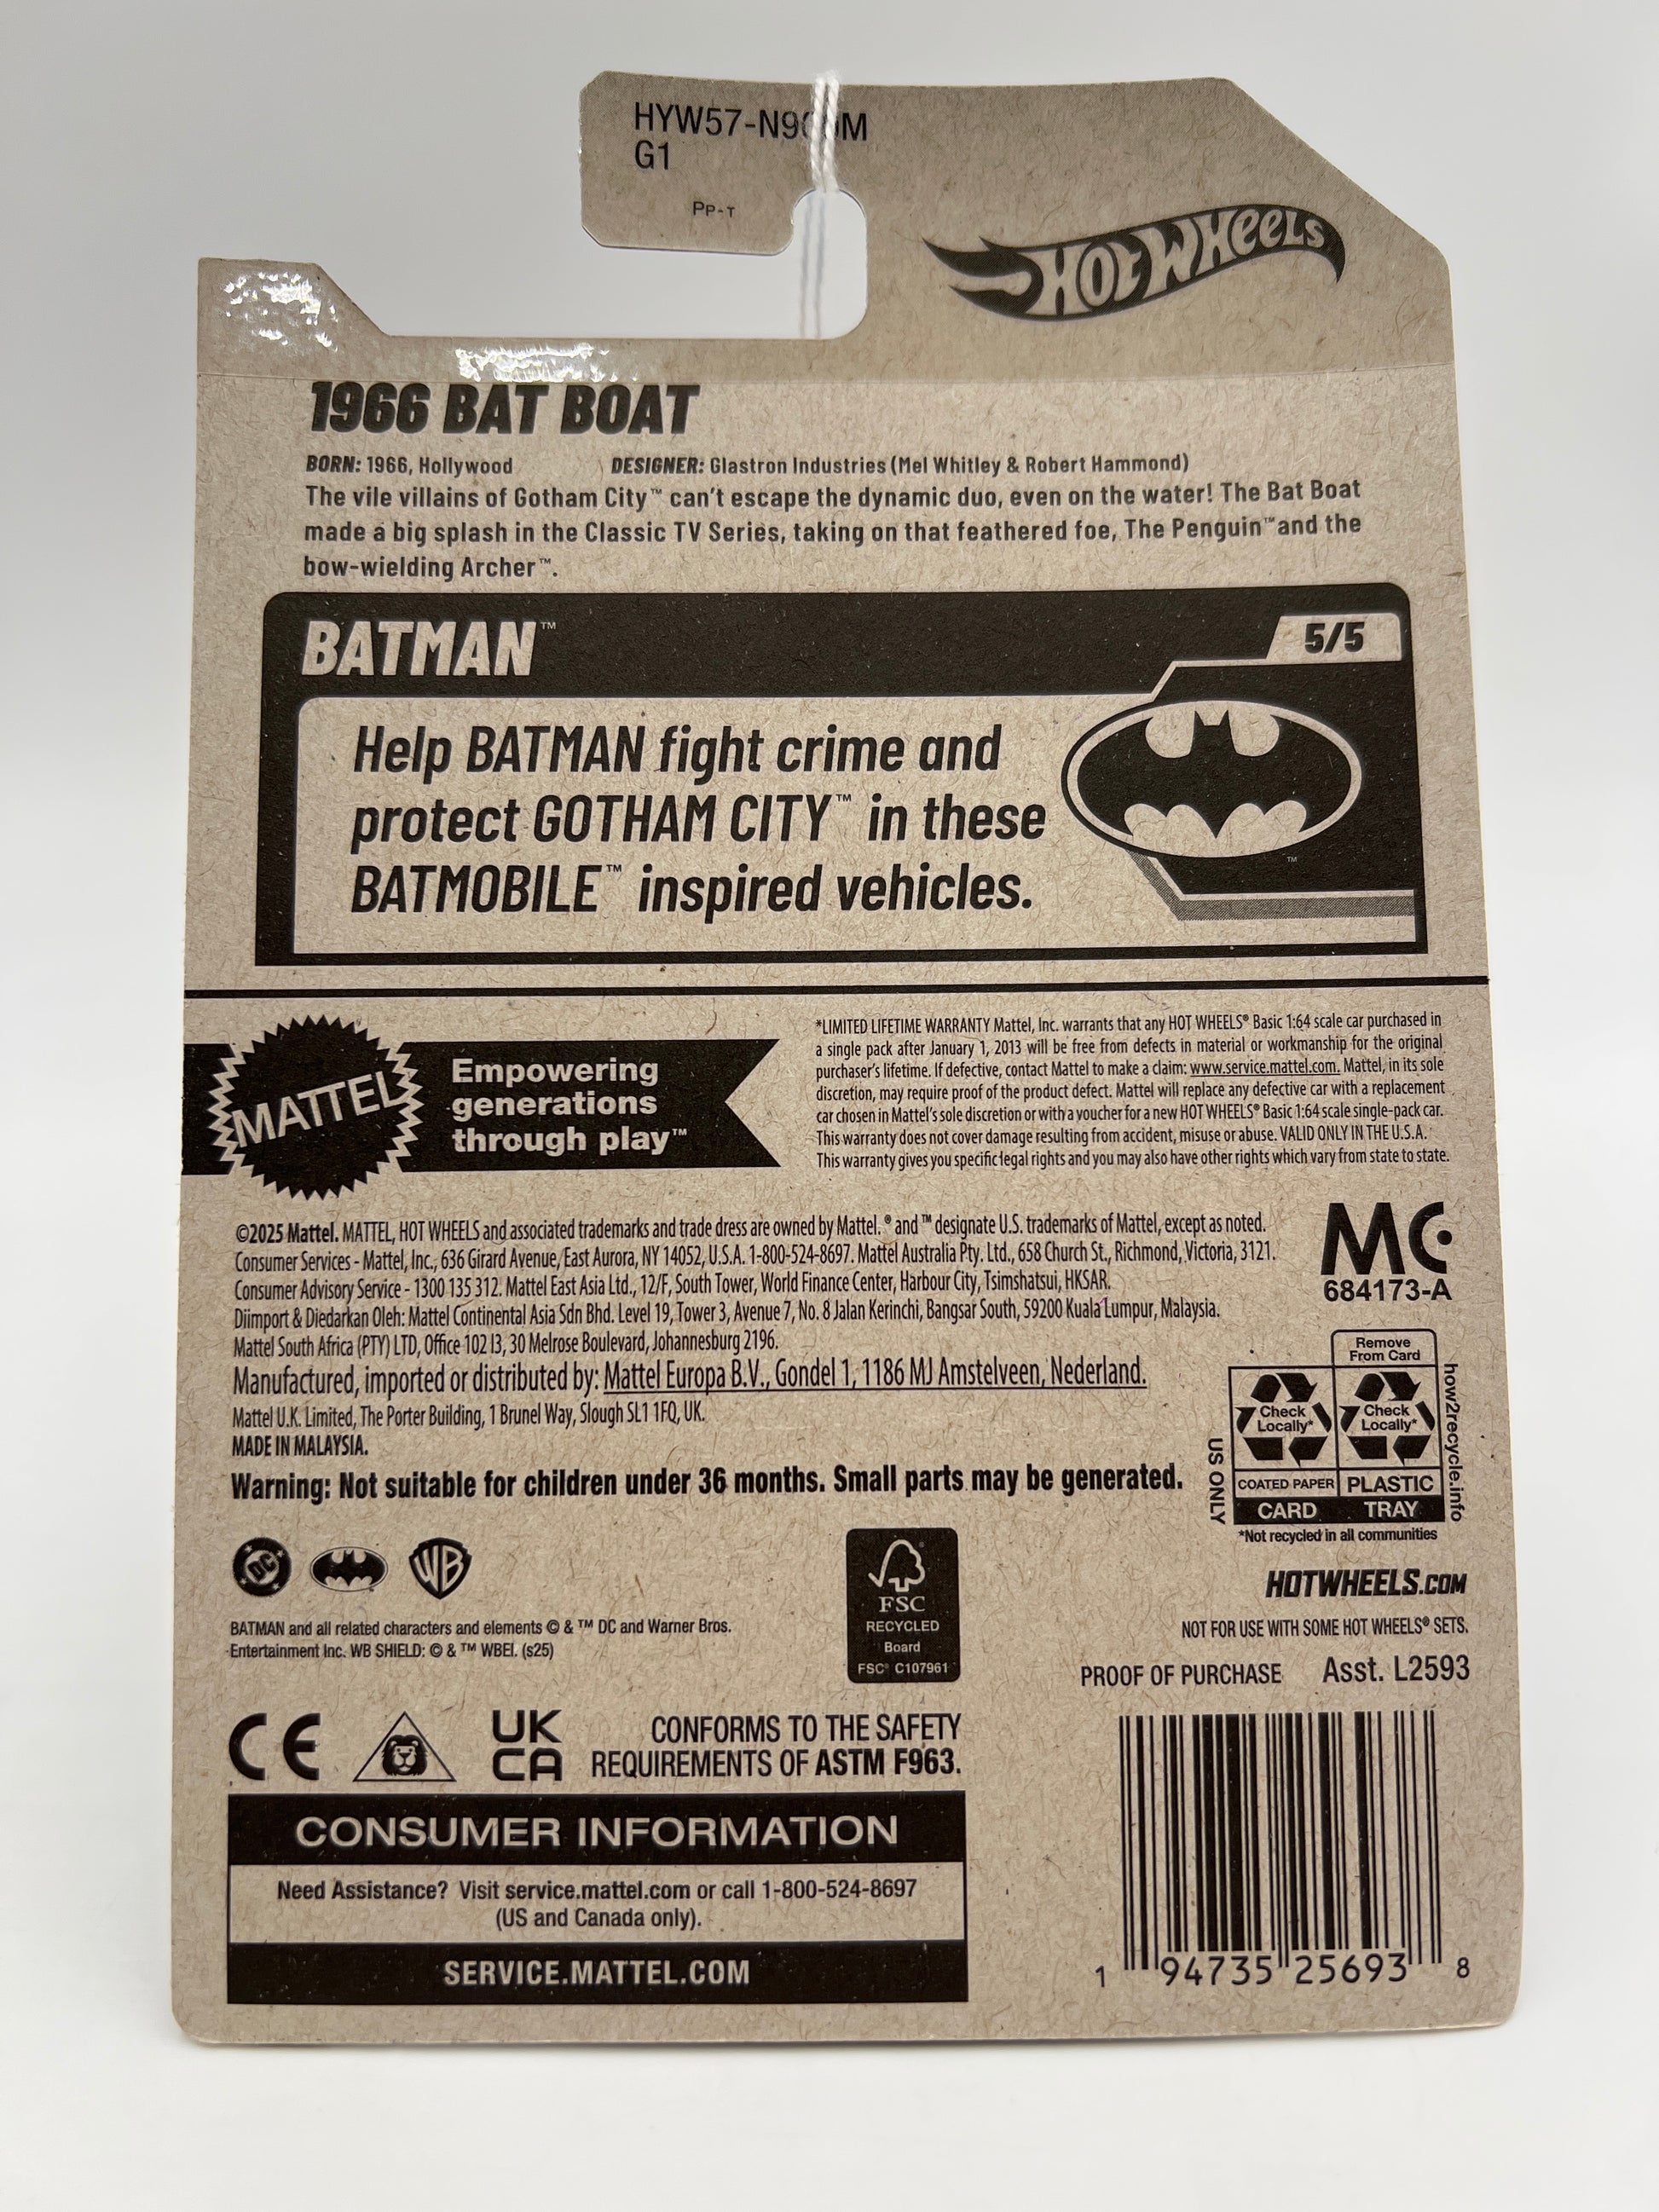 HYW57-N9
G1
PP-T
HOT WHEELS
1966 BAT BOAT
BORN: 1966, Hollywood DESIGNER: Glastron Industries (Mel Whitley & Robert Hammond)
The vile villains of Gotham City™ can't escape the dynamic duo, even on the water! The Bat Boat
made a big splash in the Classic TV Series, taking on that feathered foe, The Penguin™ and the
bow-wielding Archer™.
BATMAN™
5/5
Help BATMAN fight crime and
protect GOTHAM CITY™ in these
BATMOBILE™ inspired vehicles.
TM
MATTEL
Empowering
generations
through play™
*LIMITED LIFETIME WARRANTY Mattel, Inc. warrants that any HOT WHEELS® Basic 1:64 scale car purchased in
a single pack after January 1, 2013 will be free from defects in material or workmanship for the original
purchaser's lifetime. If defective, contact Mattel to make a claim: www.service.mattel.com. Mattel, in its sole
discretion, may require proof of the product defect. Mattel will replace any defective car with a replacement
car chosen in Mattel's sole discretion or with a voucher for a new HOT WHEELS® Basic 1:64 scale single-pack car.
This warranty does not cover damage resulting from accident, misuse or abuse. VALID ONLY IN THE U.S.A.
This warranty gives you specific legal rights and you may also have other rights which vary from state to state.
©2025 Mattel. MATTEL, HOT WHEELS and associated trademarks and trade dress are owned by Mattel. ® and ™ designate U.S. trademarks of Mattel, except as noted.
Consumer Services - Mattel, Inc., 636 Girard Avenue, East Aurora, NY 14052, U.S.A. 1-800-524-8697. Mattel Australia Pty. Ltd., 658 Church St., Richmond, Victoria, 3121.
Consumer Advisory Service - 1300 135 312. Mattel East Asia Ltd., 12/F, South Tower, World Finance Center, Harbour City, Tsimshatsui, HKSAR.
Diimport & Diedarkan Oleh: Mattel Continental Asia Sdn Bhd. Level 19, Tower 3, Avenue 7, No. 8 Jalan Kerinchi, Bangsar South, 59200 Kuala Lumpur, Malaysia.
Mattel South Africa (PTY) LTD, Office 102 I3, 30 Melrose Boulevard, Johannesburg 2196.
Manufactured, imported or distributed by: Mattel Europa B.V., Gondel 1, 1186 MJ Amstelveen, Nederland.
Mattel U.K. Limited, The Porter Building, 1 Brunel Way, Slough SL1 1FQ, UK.
MADE IN MALAYSIA.
Warning: Not suitable for children under 36 months. Small parts may be generated.
MC
684173-A
Remove
From Card
Check
Locally*
Check
Locally*
COATED PAPER PLASTIC
CARD TRAY
US ONLY
how2recycle.info
*Not recycled in all communities
DC
WB
BATMAN and all related characters and elements © & ™ DC and Warner Bros.
Entertainment Inc. WB SHIELD: © & ™ WBEI. (s25)
FSC
RECYCLED
Board
FSC® C107961
HOTWHEELS.COM
NOT FOR USE WITH SOME HOT WHEELS® SETS.
PROOF OF PURCHASE Asst. L2593
CE
UK
CA
CONFORMS TO THE SAFETY
REQUIREMENTS OF ASTM F963.
CONSUMER INFORMATION
Need Assistance? Visit service.mattel.com or call 1-800-524-8697
(US and Canada only).
SERVICE.MATTEL.COM
1 94735 25693 8